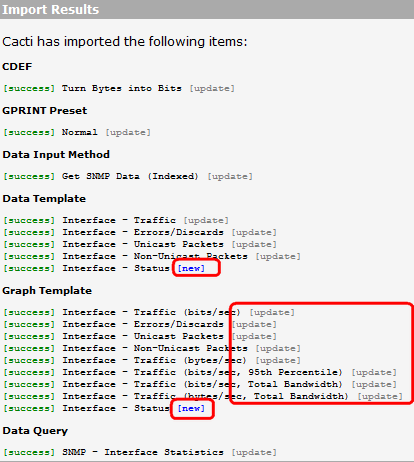 Import Results
Cacti has imported the following items:
CDEF
[success] Turn Bytes into Bits [update]
GPRINT Preset
[success] Normal [update]
Data Input Method
[success] Get SNMP Data (Indexed) [update]
Data Template
[success] Interface - Traffic [update]
[success] Interface - Errors/Discards [update]
[success] Interface - Unicast Packets [update]
[success] Interface - Non-Unicast Packets [update]
[success] Interface - Status [new]
Graph Template
[success] Interface - Traffic (bits/sec) [update]
[success] Interface - Errors/Discards [update]
[success] Interface - Unicast Packets [update]
[success] Interface - Non-Unicast Packets [update]
[success] Interface - Traffic (bytes/sec) [update]
[success] Interface - Traffic (bits/sec, 95th Percentile) [update]
[success] Interface - Traffic (bits/sec, Total Bandwidth) [update]
[success] Interface - Traffic (bytes/sec, Total Bandwidth) [update]
[success] Interface - Status [new]
Data Query
[success] SNMP - Interface Statistics [update]